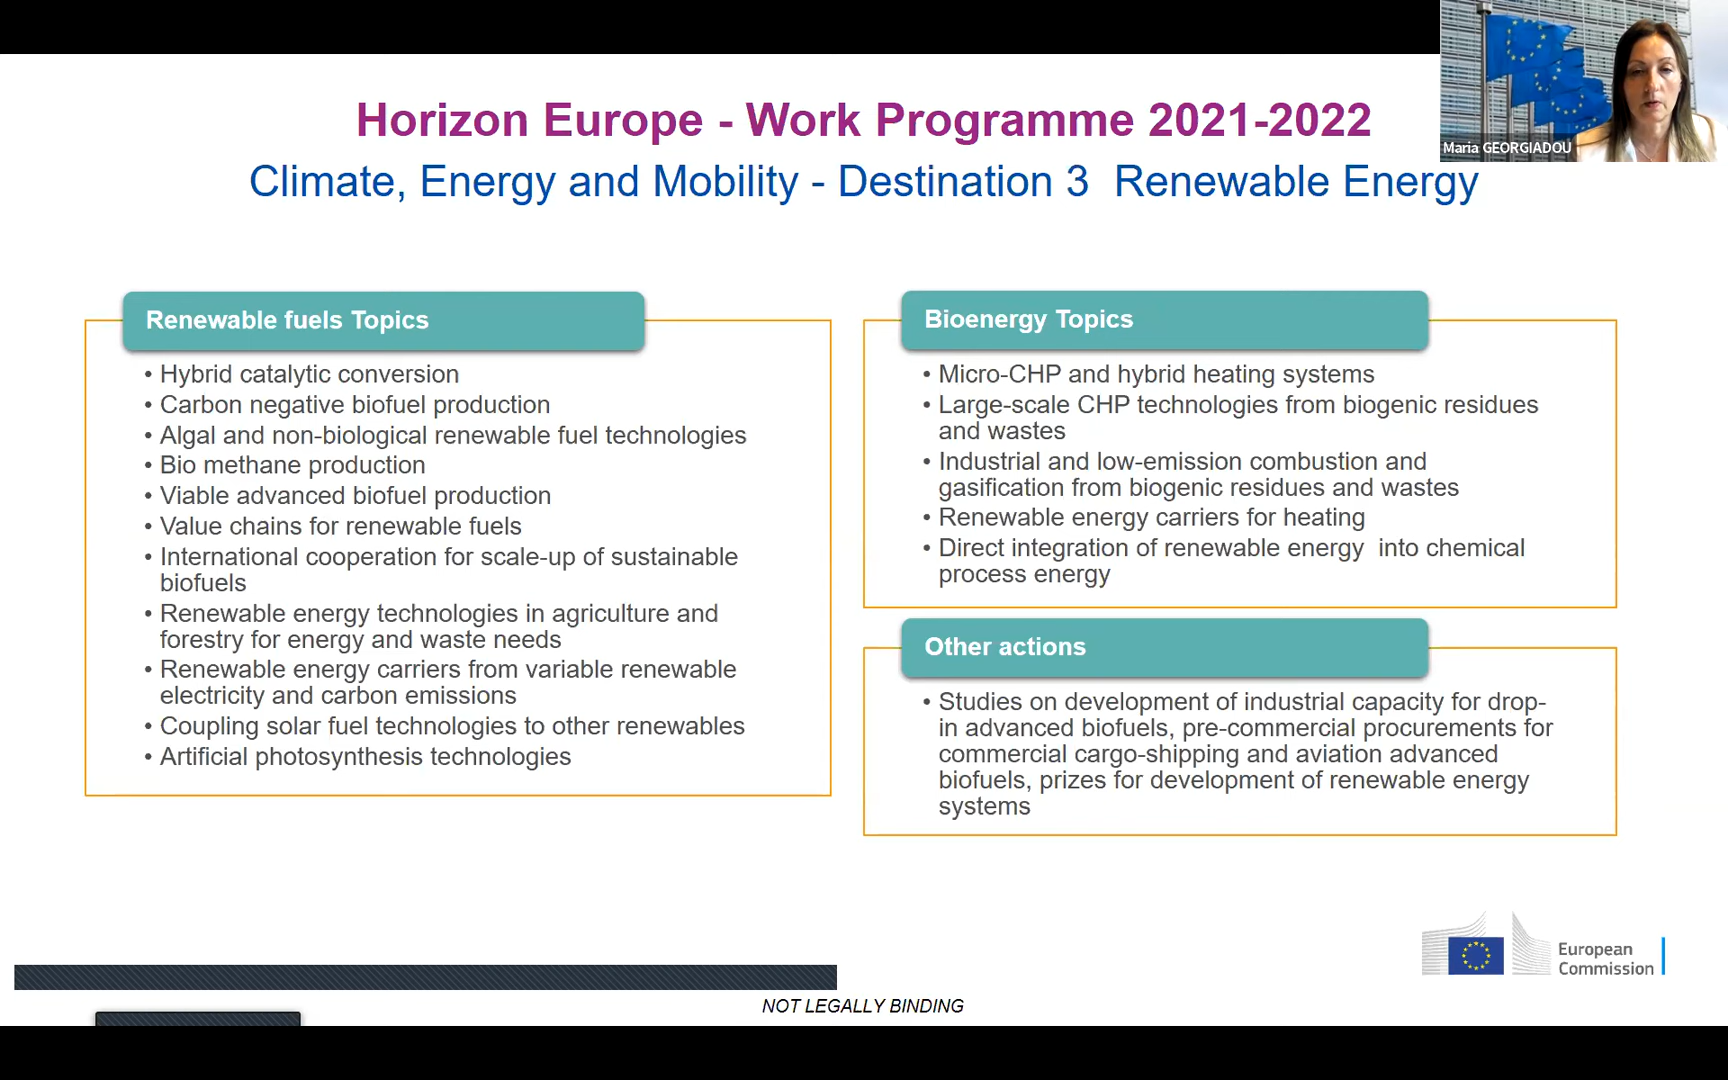 Horizon Europe - Work Programme 2021-2022
Climate, Energy and Mobility - Destination 3  Renewable Energy
Maria GEORGIADOU
Renewable fuels Topics
• Hybrid catalytic conversion
• Carbon negative biofuel production
• Algal and non-biological renewable fuel technologies
• Bio methane production
• Viable advanced biofuel production
• Value chains for renewable fuels
• International cooperation for scale-up of sustainable
biofuels
• Renewable energy technologies in agriculture and
forestry for energy and waste needs
• Renewable energy carriers from variable renewable
electricity and carbon emissions
• Coupling solar fuel technologies to other renewables
• Artificial photosynthesis technologies
Bioenergy Topics
• Micro-CHP and hybrid heating systems
• Large-scale CHP technologies from biogenic residues
and wastes
• Industrial and low-emission combustion and
gasification from biogenic residues and wastes
• Renewable energy carriers for heating
• Direct integration of renewable energy  into chemical
process energy
Other actions
• Studies on development of industrial capacity for drop-
in advanced biofuels, pre-commercial procurements for
commercial cargo-shipping and aviation advanced
biofuels, prizes for development of renewable energy
systems
European
Commission
NOT LEGALLY BINDING